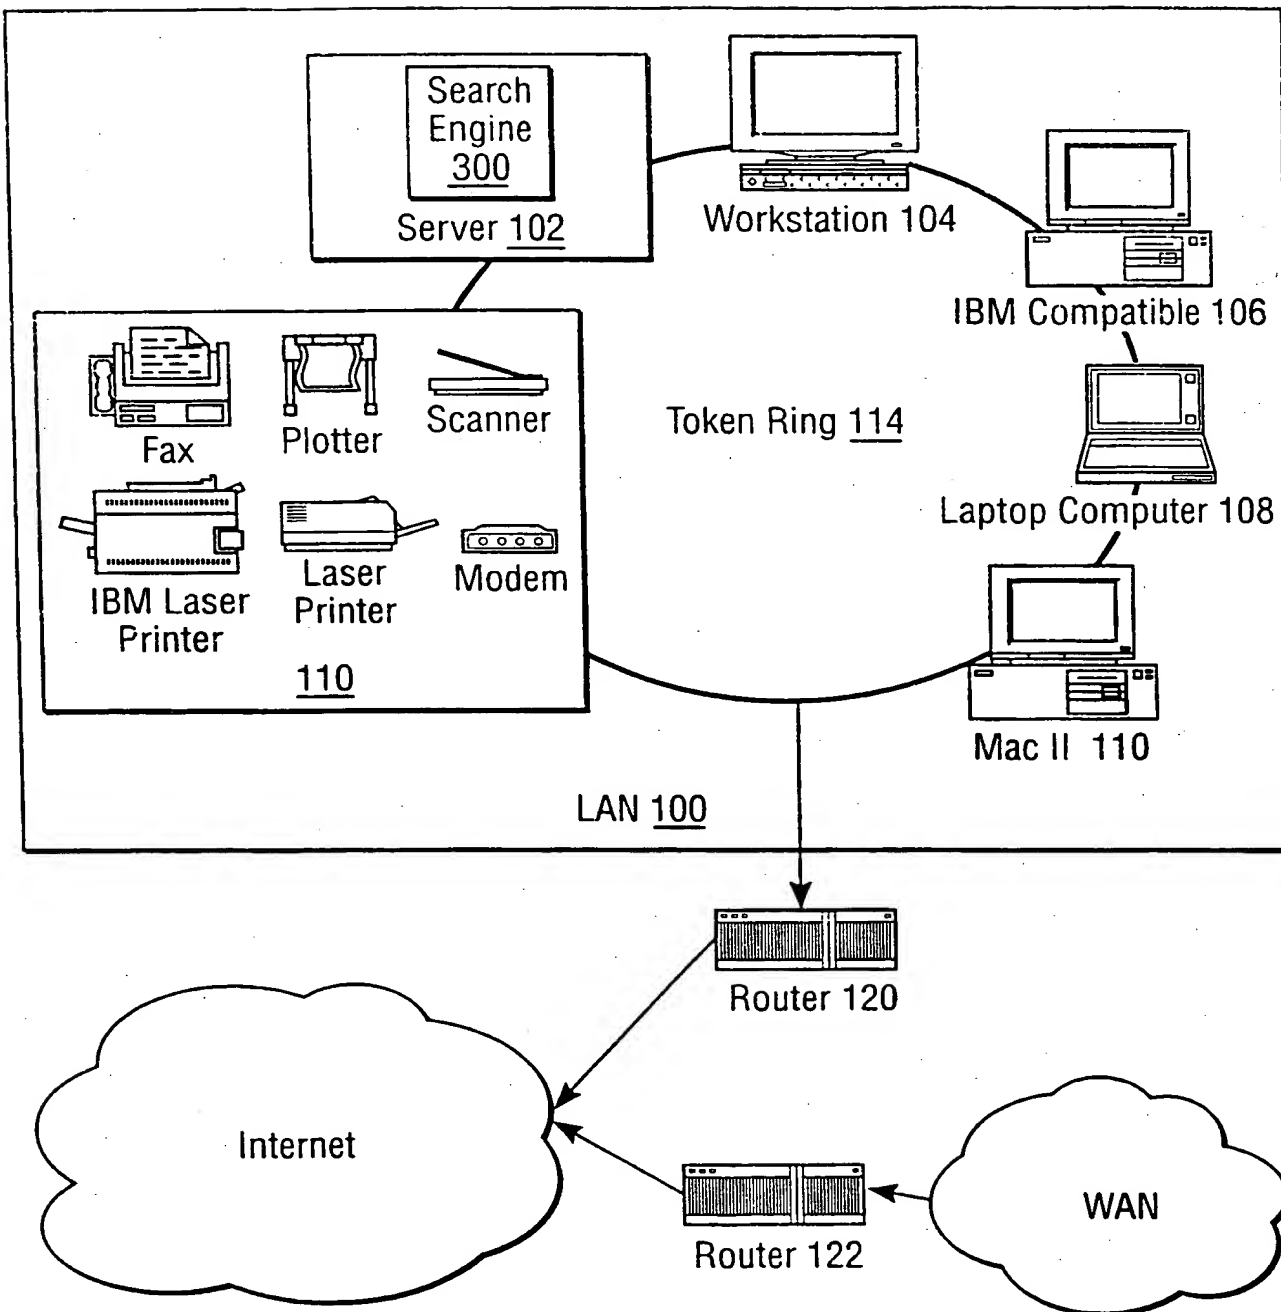 Search
Engine
300
Server 102
Workstation 104
IBM Compatible 106
Fax
Plotter
Scanner
Token Ring 114
Laptop Computer 108
IBM Laser
Printer
Laser
Printer
Modem
110
Mac II 110
LAN 100
Router 120
Internet
WAN
Router 122